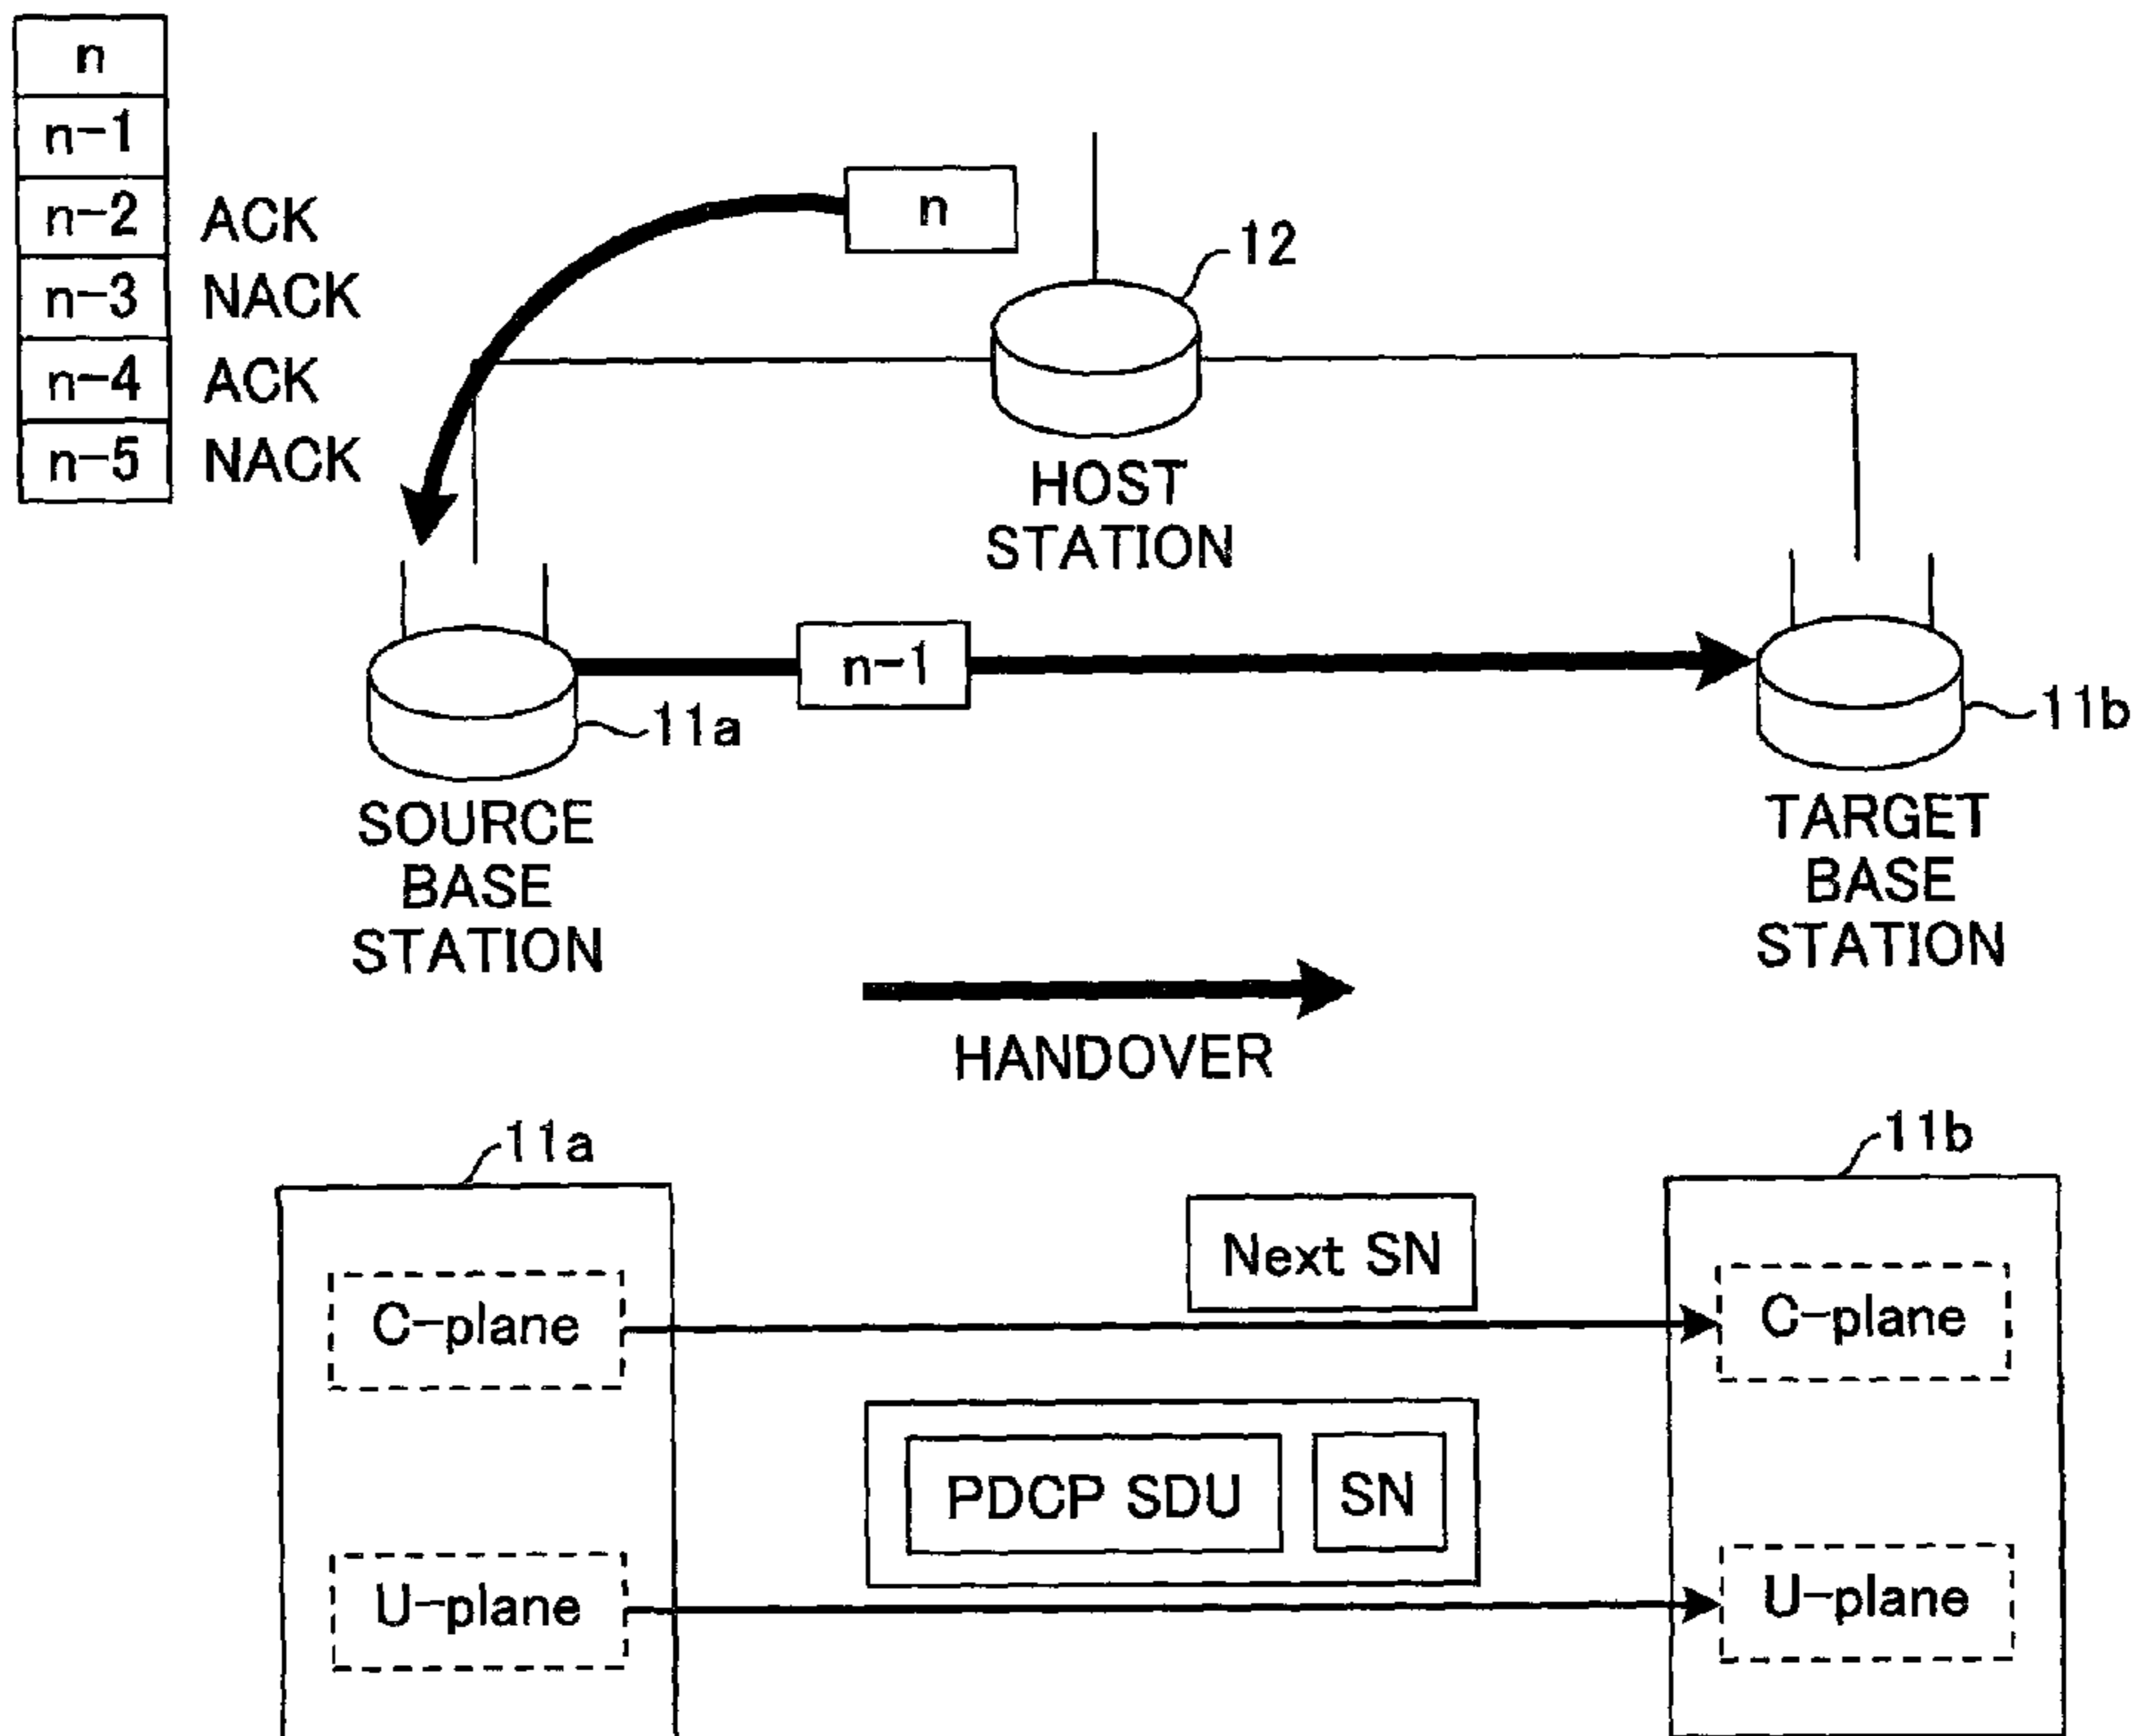 n
n-1
n-2 ACK
n-3 NACK
n-4 ACK
n-5 NACK
n
12
HOST
STATION
n-1
11a
11b
SOURCE
BASE
STATION
TARGET
BASE
STATION
HANDOVER
11a
11b
Next SN
C-plane
C-plane
PDCP SDU
SN
U-plane
U-plane